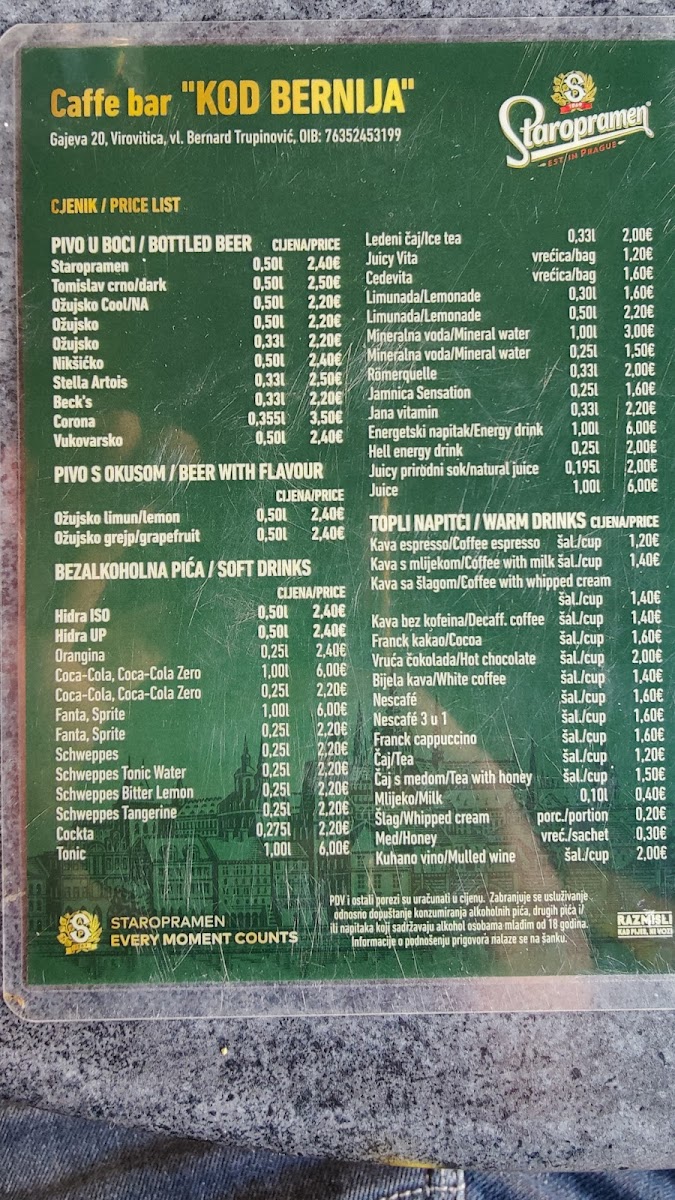 Caffe bar "KOD BERNIJA"
Gajeva 20, Virovitica, vl. Bernard Trupinović, OIB: 76352453199
Staropramen
1869
EST IN PRAGUE
CJENIK / PRICE LIST
PIVO U BOCI / BOTTLED BEER CIJENA/PRICE
Staropramen 0,50l 2,40€
Tomislav crno/dark 0,50l 2,50€
Ožujsko Cool/NA 0,50l 2,20€
Ožujsko 0,50l 2,20€
Ožujsko 0,33l 2,20€
Nikšićko 0,50l 2,40€
Stella Artois 0,33l 2,50€
Beck's 0,33l 2,20€
Corona 0,355l 3,50€
Vukovarsko 0,50l 2,40€
PIVO S OKUSOM / BEER WITH FLAVOUR
CIJENA/PRICE
Ožujsko limun/lemon 0,50l 2,40€
Ožujsko grejp/grapefruit 0,50l 2,40€
BEZALKOHOLNA PIĆA / SOFT DRINKS
CIJENA/PRICE
Hidra ISO 0,50l 2,40€
Hidra UP 0,50l 2,40€
Orangina 0,25l 2,40€
Coca-Cola, Coca-Cola Zero 1,00l 6,00€
Coca-Cola, Coca-Cola Zero 0,25l 2,20€
Fanta, Sprite 1,00l 6,00€
Fanta, Sprite 0,25l 2,20€
Schweppes 0,25l 2,20€
Schweppes Tonic Water 0,25l 2,20€
Schweppes Bitter Lemon 0,25l 2,20€
Schweppes Tangerine 0,25l 2,20€
Cockta 0,275l 2,20€
Tonic 1,00l 6,00€
Ledeni čaj/Ice tea 0,33l 2,00€
Juicy Vita vrećica/bag 1,20€
Cedevita vrećica/bag 1,60€
Limunada/Lemonade 0,30l 1,60€
Limunada/Lemonade 0,50l 2,20€
Mineralna voda/Mineral water 1,00l 3,00€
Mineralna voda/Mineral water 0,25l 1,50€
Römerquelle 0,33l 2,00€
Jamnica Sensation 0,25l 1,60€
Jana vitamin 0,33l 2,20€
Energetski napitak/Energy drink 1,00l 6,00€
Hell energy drink 0,25l 2,00€
Juicy prirodni sok/natural juice 0,195l 2,00€
Juice 1,00l 6,00€
TOPLI NAPITCI / WARM DRINKS CIJENA/PRICE
Kava espresso/Coffee espresso šal./cup 1,20€
Kava s mlijekom/Coffee with milk šal./cup 1,40€
Kava sa šlagom/Coffee with whipped cream
šal./cup 1,40€
Kava bez kofeina/Decaff. coffee šal./cup 1,40€
Franck kakao/Cocoa šal./cup 1,60€
Vruća čokolada/Hot chocolate šal./cup 2,00€
Bijela kava/White coffee šal./cup 1,40€
Nescafé šal./cup 1,60€
Nescafé 3 u 1 šal./cup 1,60€
Franck cappuccino šal./cup 1,60€
Čaj/Tea šal./cup 1,20€
Čaj s medom/Tea with honey šal./cup 1,50€
Mlijeko/Milk 0,10l 0,40€
Šlag/Whipped cream porc./portion 0,20€
Med/Honey vreć./sachet 0,30€
Kuhano vino/Mulled wine šal./cup 2,00€
STAROPRAMEN
EVERY MOMENT COUNTS
PDV i ostali porezi su uračunati u cijenu. Zabranjuje se usluživanje
odnosno dopuštanje konzumiranja alkoholnih pića, drugih pića i/
ili napitaka koji sadržavaju alkohol osobama mlađim od 18 godina.
Informacije o podnošenju prigovora nalaze se na šanku.
RAZMISLI
KAD PIJEM, NE VOZIM